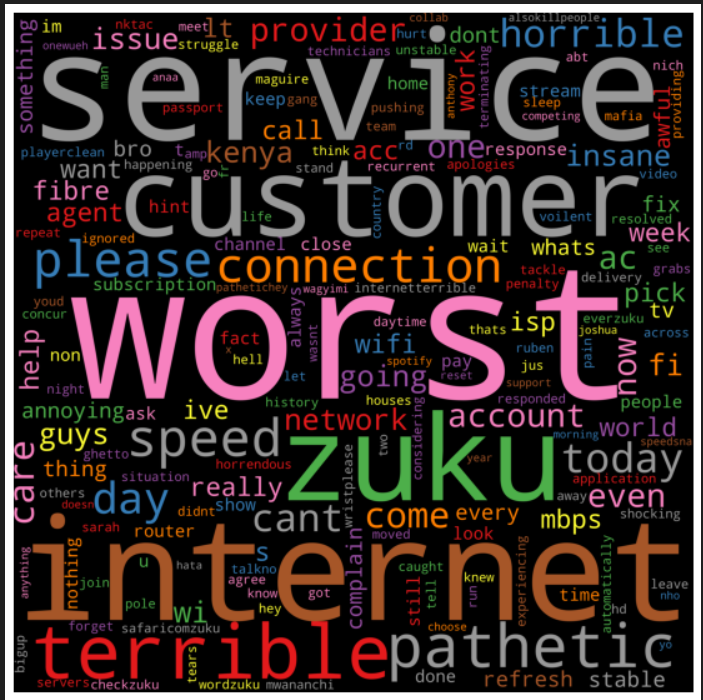 nktac meet lt provider hurt collab alsokillpeople
something im onewueh issue struggle technicians unstable dont horrible
service
man anaa maguire home work terminating abt nich
passport keep gang pushing anthony stream sleep awful providing
call team competing mafia
playerclean bro tamp kenya think acc rd one response insane
want happening go fr stand recurrent apologies video
fibre customer
agent hint life country voilent fix resolved
repeat ignored channel close wait whats week
please connection ac see grabs
subscription pathetichey wagyimi internetterrible tackle penalty delivery pick
youd worst
concur always daytime thats isp everzuku tv
help non fact x hell wasnt wifi ruben joshua across
let spotify pay jus pain now fi
night going reset support
annoying ask ive history houses responded people
guys network considering account world
care ghetto speed two zuku morning speedsna
thing situation horrendous year today
others day really wristplease application
doesn didnt show cant away even
sarah router come every mbps shocking
internet
anything nothing u hata s complain moved look
join talkno agree caught knew experiencing automatically
pole know got still tell run time leave
wi hey hd nho
forget safaricomzuku choose
bigup terrible pathetic yo
tears done refresh stable
servers checkzuku wordzuku mwananchi